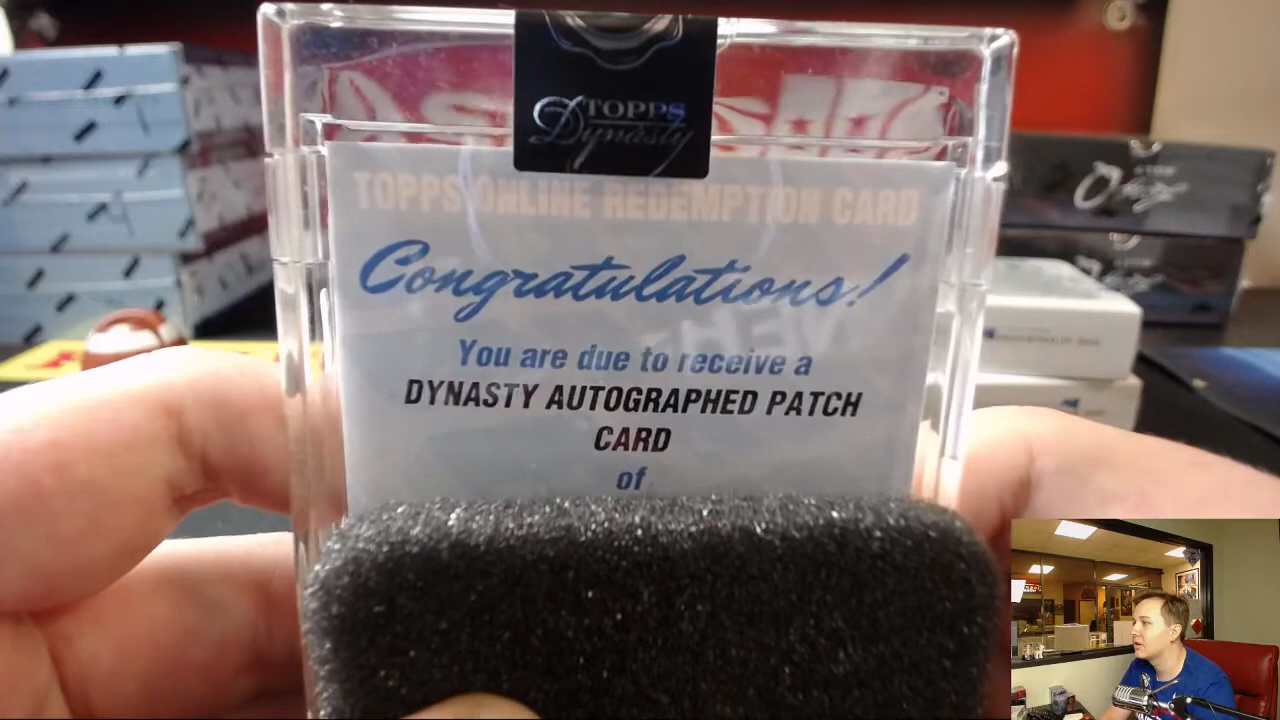 TOPPS
Dynasty
TOPPS ONLINE REDEMPTION CARD
Congratulations!
You are due to receive a
DYNASTY AUTOGRAPHED PATCH
CARD
of